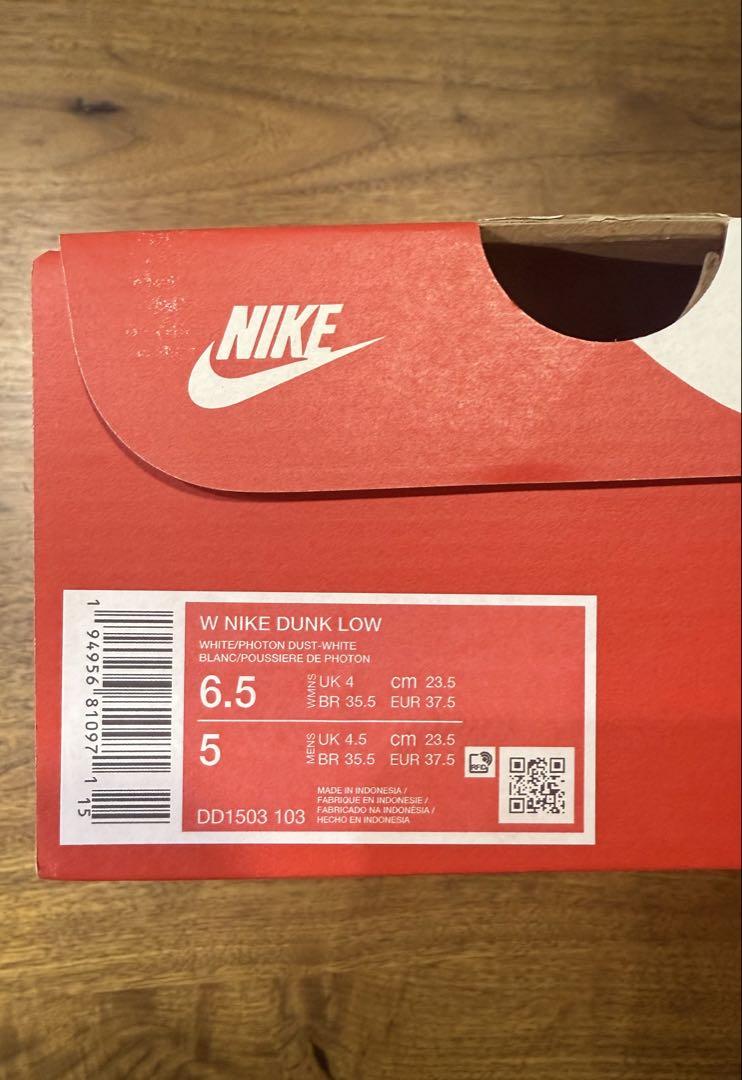 NIKE
W NIKE DUNK LOW
WHITE/PHOTON DUST-WHITE
BLANC/POUSSIERE DE PHOTON
6.5 WMNS UK 4 cm 23.5
BR 35.5 EUR 37.5
5 MENS UK 4.5 cm 23.5
BR 35.5 EUR 37.5
RFID
MADE IN INDONESIA /
FABRIQUE EN INDONESIE /
FABRICADO NA INDONÉSIA /
HECHO EN INDONESIA
DD1503 103
1 94956 81097 1 15